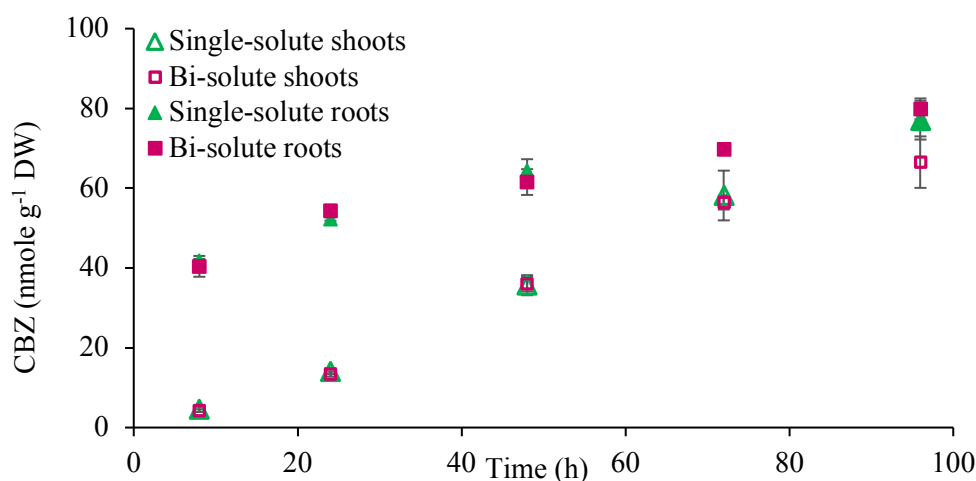 100
80
60
40
20
0
CBZ (nmole g⁻¹ DW)
Single-solute shoots
Bi-solute shoots
Single-solute roots
Bi-solute roots
0 20 40 60 80 100
Time (h)